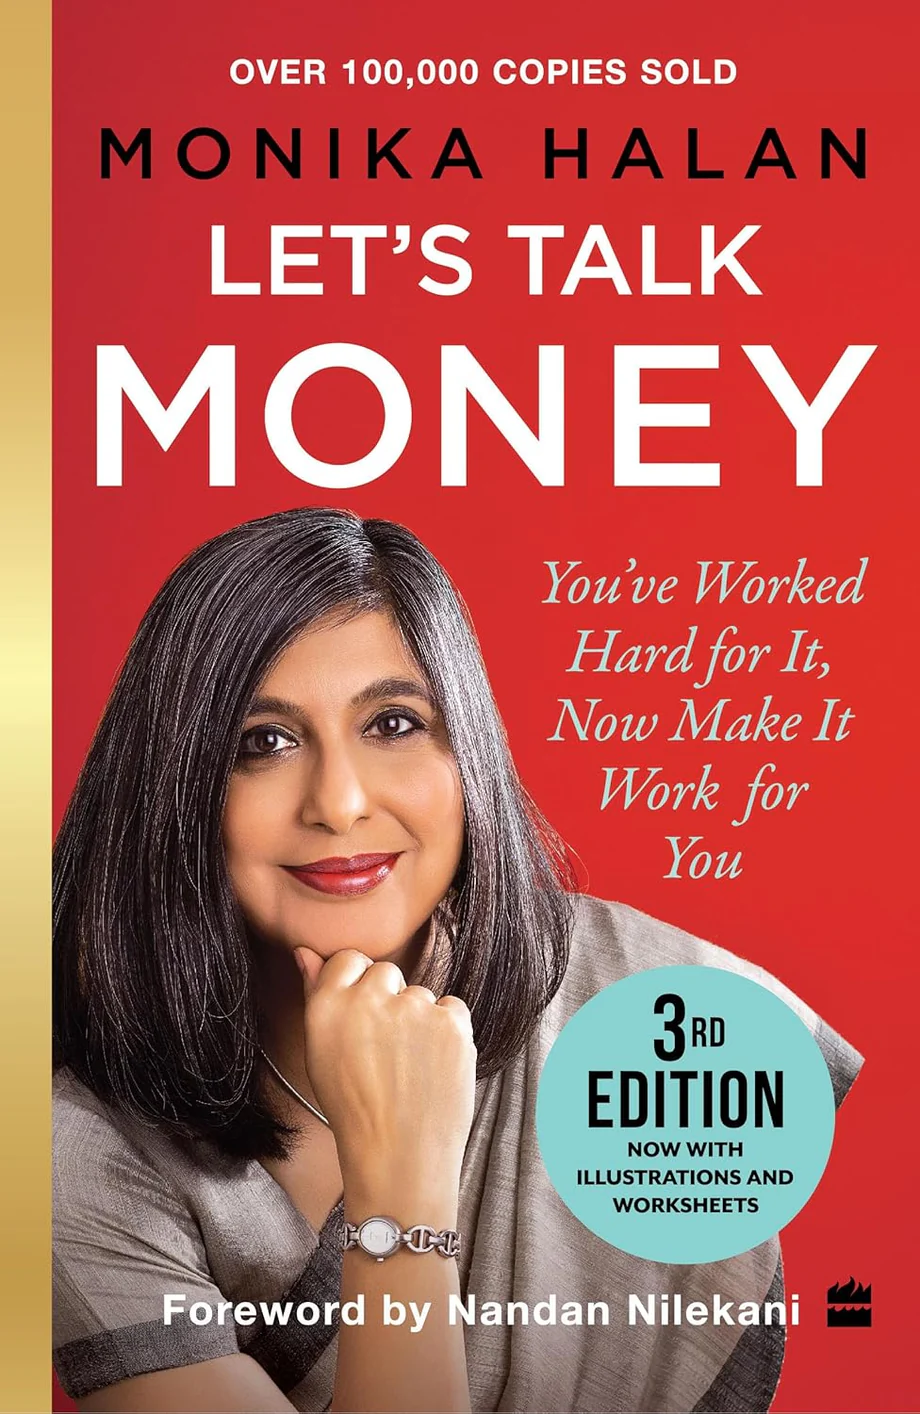 OVER 100,000 COPIES SOLD
MONIKA HALAN
LET'S TALK
MONEY
You've Worked
Hard for It,
Now Make It
Work for
You
3RD
EDITION
NOW WITH
ILLUSTRATIONS AND
WORKSHEETS
Foreword by Nandan Nilekani